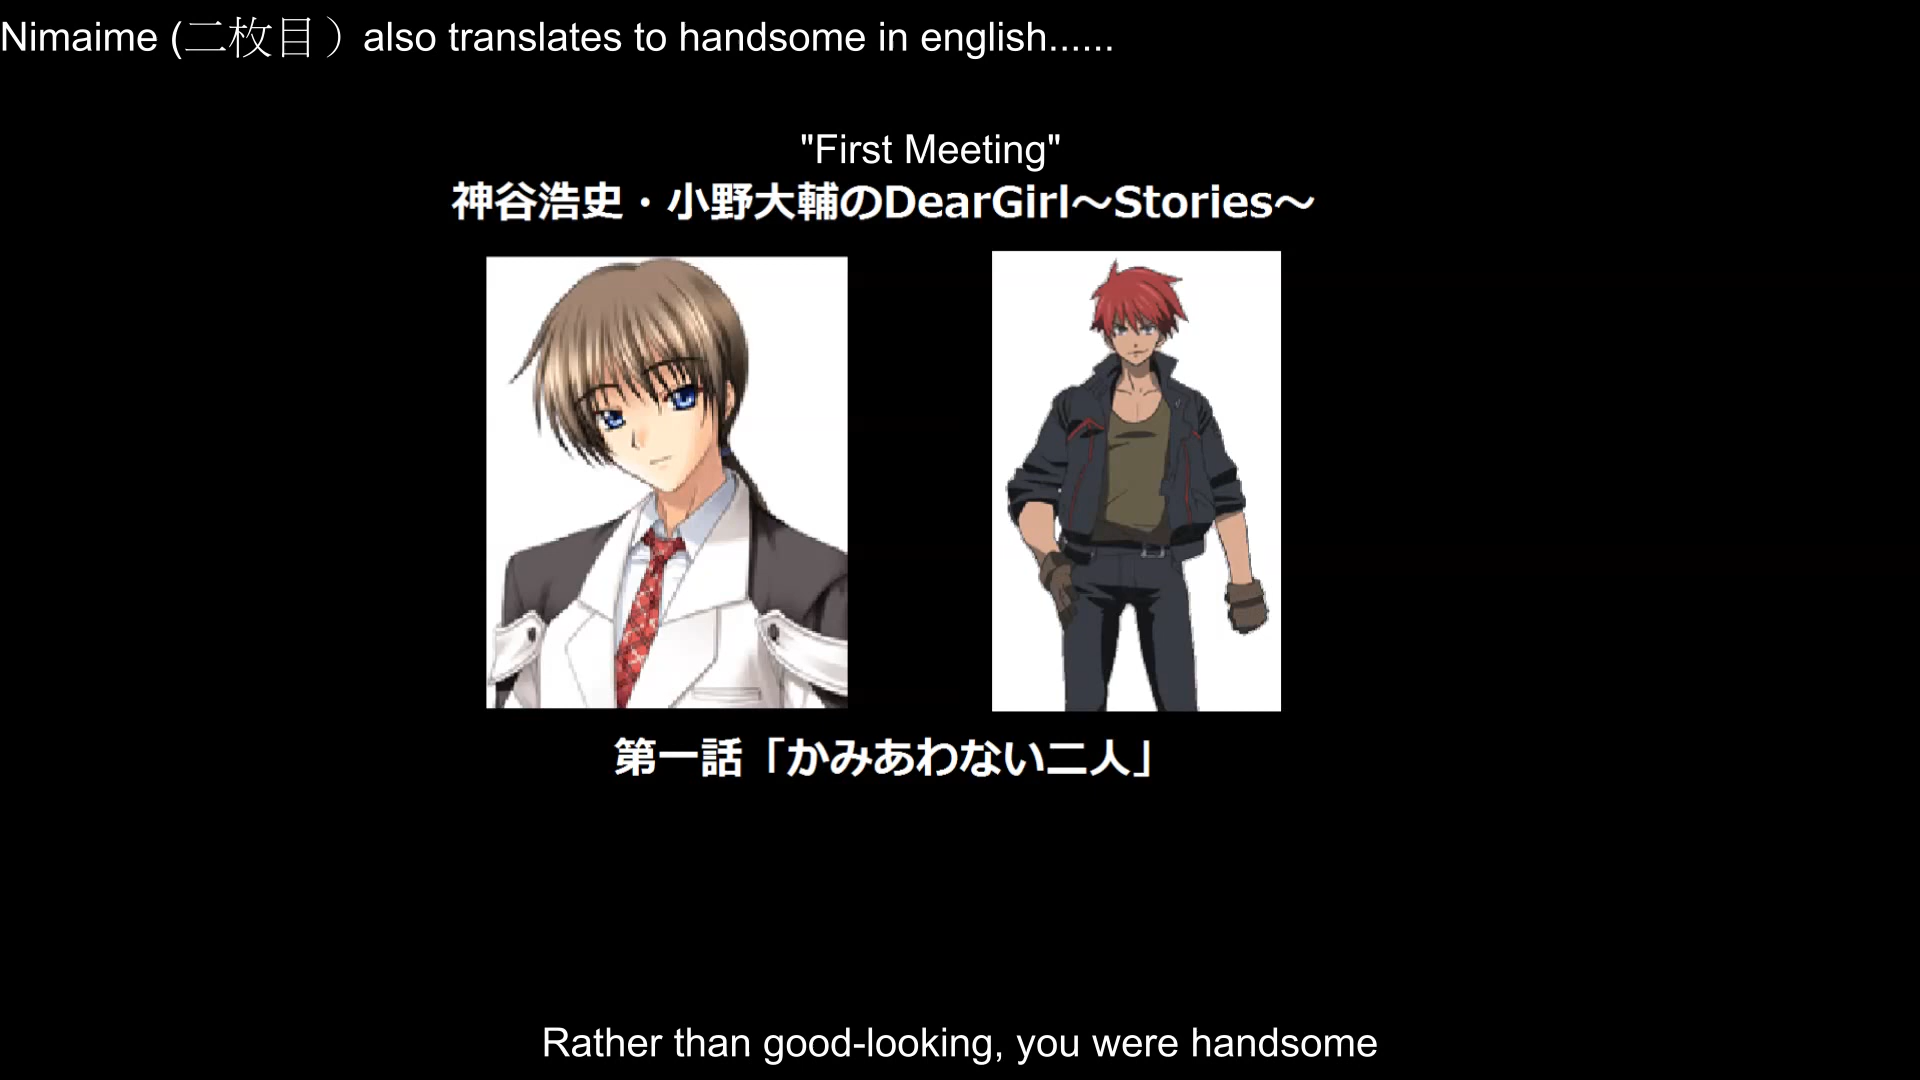 Nimaime (二枚目）also translates to handsome in english......
"First Meeting"
神谷浩史・小野大輔のDearGirl～Stories～
第一話「かみあわない二人」
Rather than good-looking, you were handsome